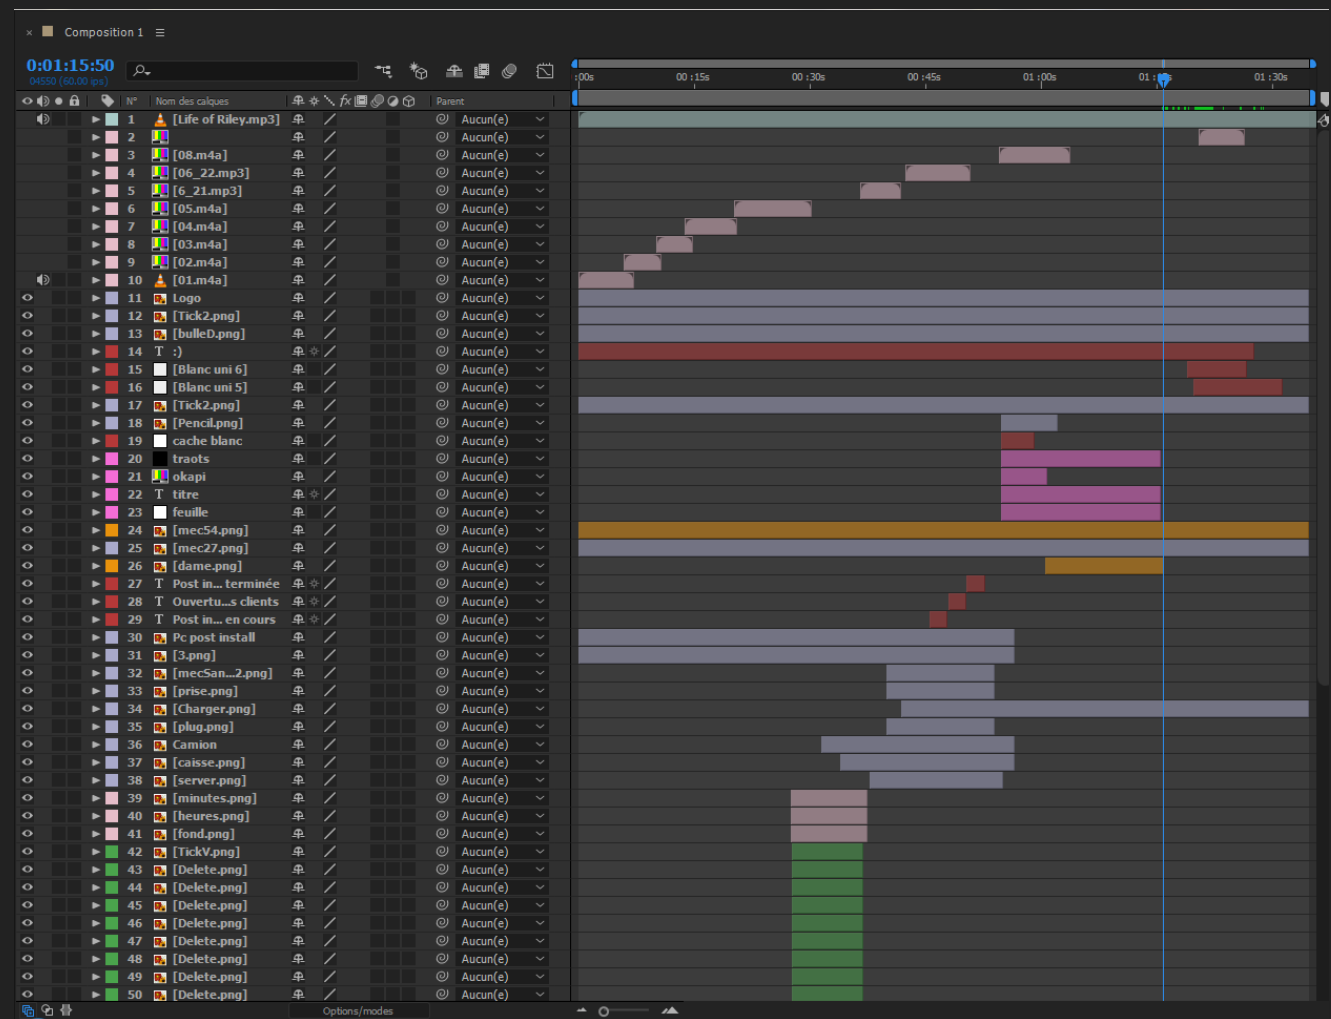 Composition 1
0:01:15:50
04550 (60.00 ips)
:00s 00:15s 00:30s 00:45s 01:00s 01: 01:30s
N° Nom des calques fx Parent
1 [Life of Riley.mp3] Aucun(e)
2 Aucun(e)
3 [08.m4a] Aucun(e)
4 [06_22.mp3] Aucun(e)
5 [6_21.mp3] Aucun(e)
6 [05.m4a] Aucun(e)
7 [04.m4a] Aucun(e)
8 [03.m4a] Aucun(e)
9 [02.m4a] Aucun(e)
10 [01.m4a] Aucun(e)
11 Logo Aucun(e)
12 [Tick2.png] Aucun(e)
13 [bulleD.png] Aucun(e)
14 T :) Aucun(e)
15 [Blanc uni 6] Aucun(e)
16 [Blanc uni 5] Aucun(e)
17 [Tick2.png] Aucun(e)
18 [Pencil.png] Aucun(e)
19 cache blanc Aucun(e)
20 traots Aucun(e)
21 okapi Aucun(e)
22 T titre Aucun(e)
23 feuille Aucun(e)
24 [mec54.png] Aucun(e)
25 [mec27.png] Aucun(e)
26 [dame.png] Aucun(e)
27 T Post in... terminée Aucun(e)
28 T Ouvertu...s clients Aucun(e)
29 T Post in... en cours Aucun(e)
30 Pc post install Aucun(e)
31 [3.png] Aucun(e)
32 [mecSan...2.png] Aucun(e)
33 [prise.png] Aucun(e)
34 [Charger.png] Aucun(e)
35 [plug.png] Aucun(e)
36 Camion Aucun(e)
37 [caisse.png] Aucun(e)
38 [server.png] Aucun(e)
39 [minutes.png] Aucun(e)
40 [heures.png] Aucun(e)
41 [fond.png] Aucun(e)
42 [TickV.png] Aucun(e)
43 [Delete.png] Aucun(e)
44 [Delete.png] Aucun(e)
45 [Delete.png] Aucun(e)
46 [Delete.png] Aucun(e)
47 [Delete.png] Aucun(e)
48 [Delete.png] Aucun(e)
49 [Delete.png] Aucun(e)
50 [Delete.png] Aucun(e)
Options/modes